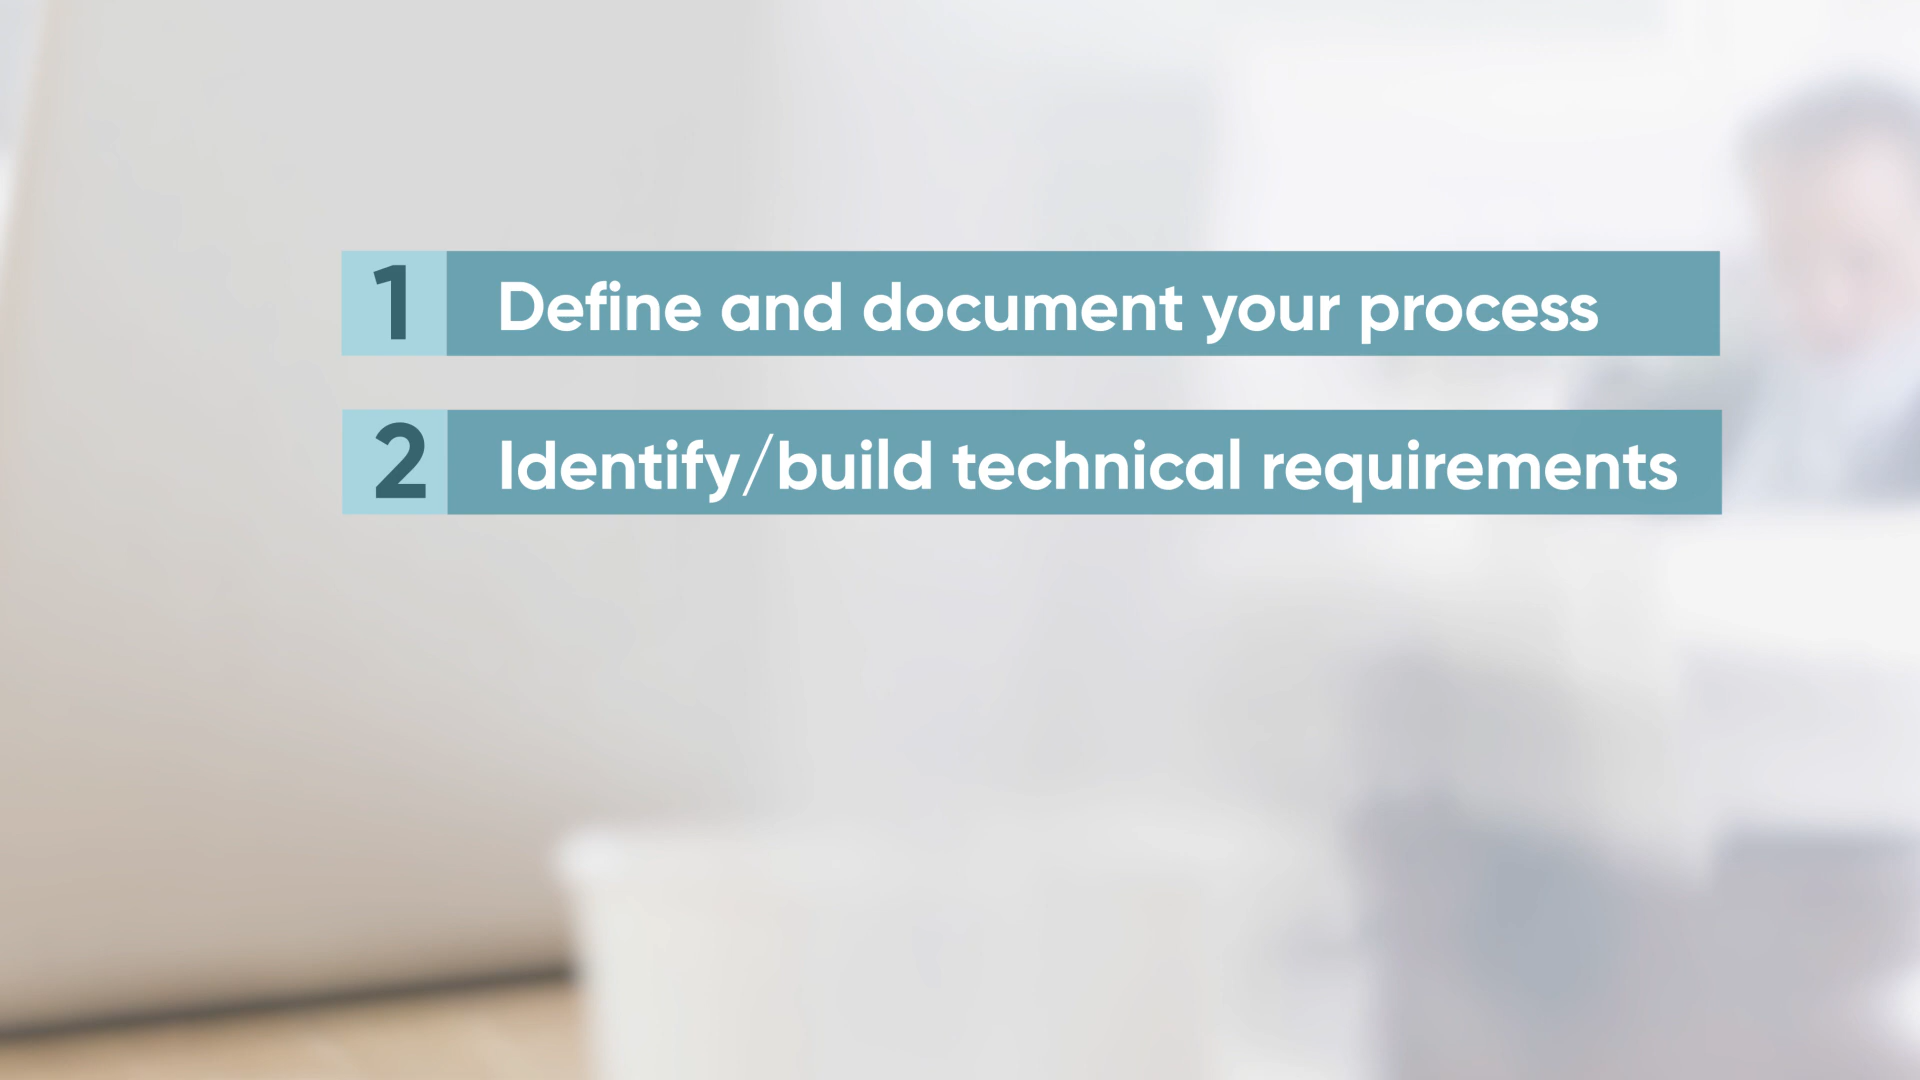 1 Define and document your process
2 Identify/build technical requirements